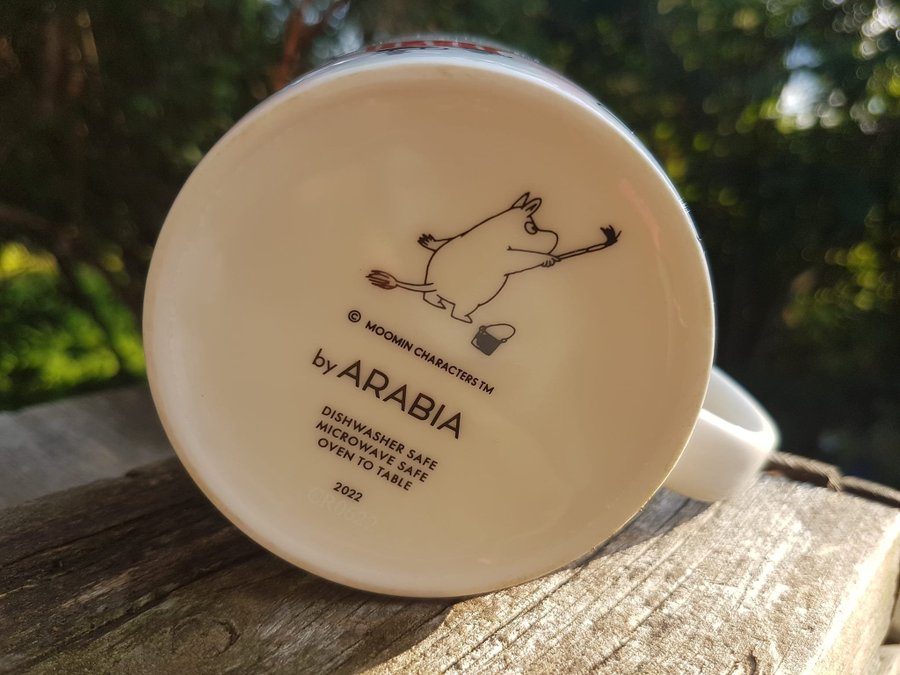 © MOOMIN CHARACTERS™
by ARABIA
DISHWASHER SAFE
MICROWAVE SAFE
OVEN TO TABLE
2022